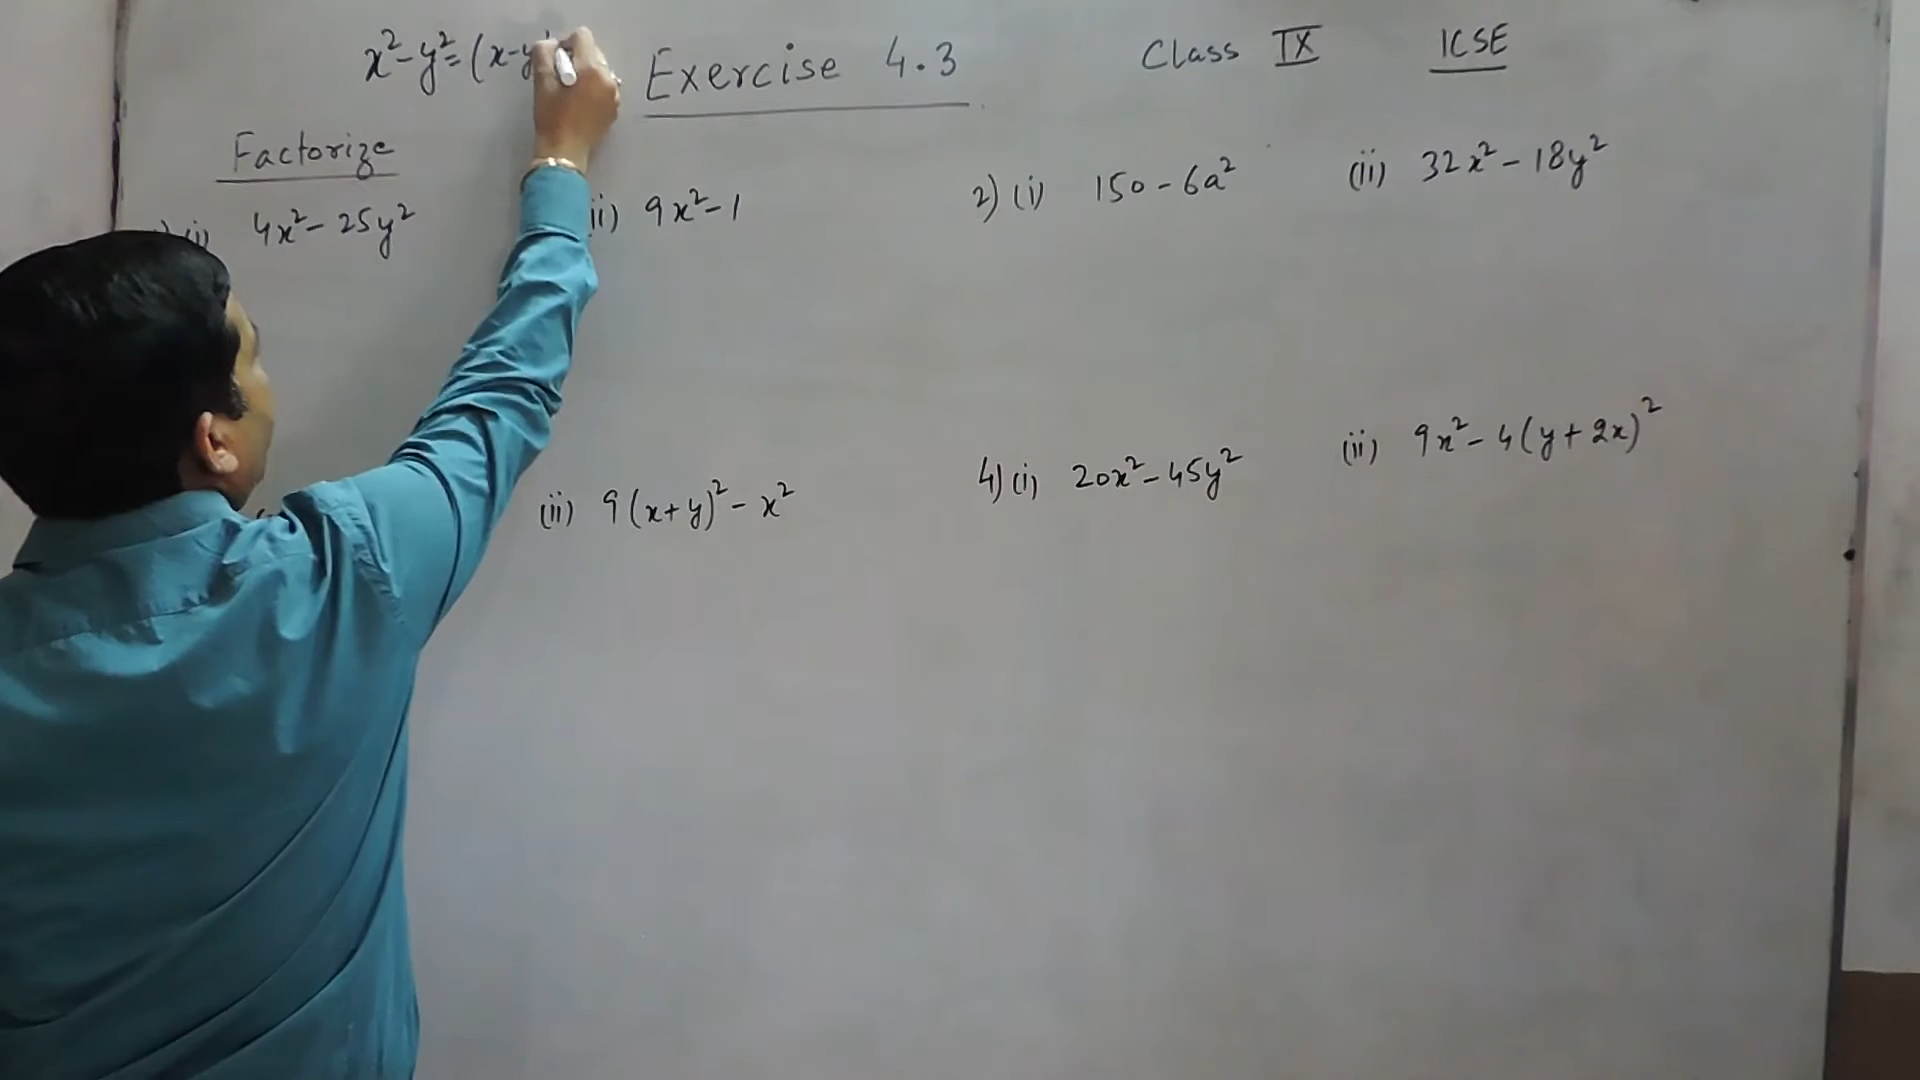 x² - y² = (x-y)
Exercise 4.3
Class IX ICSE
Factorize
(i) 4x² - 25y²
ii) 9x² - 1
2) (i) 150 - 6a²
(ii) 32x² - 18y²
(ii) 9(x+y)² - x²
4) (i) 20x² - 45y²
(ii) 9x² - 4(y+2x)²